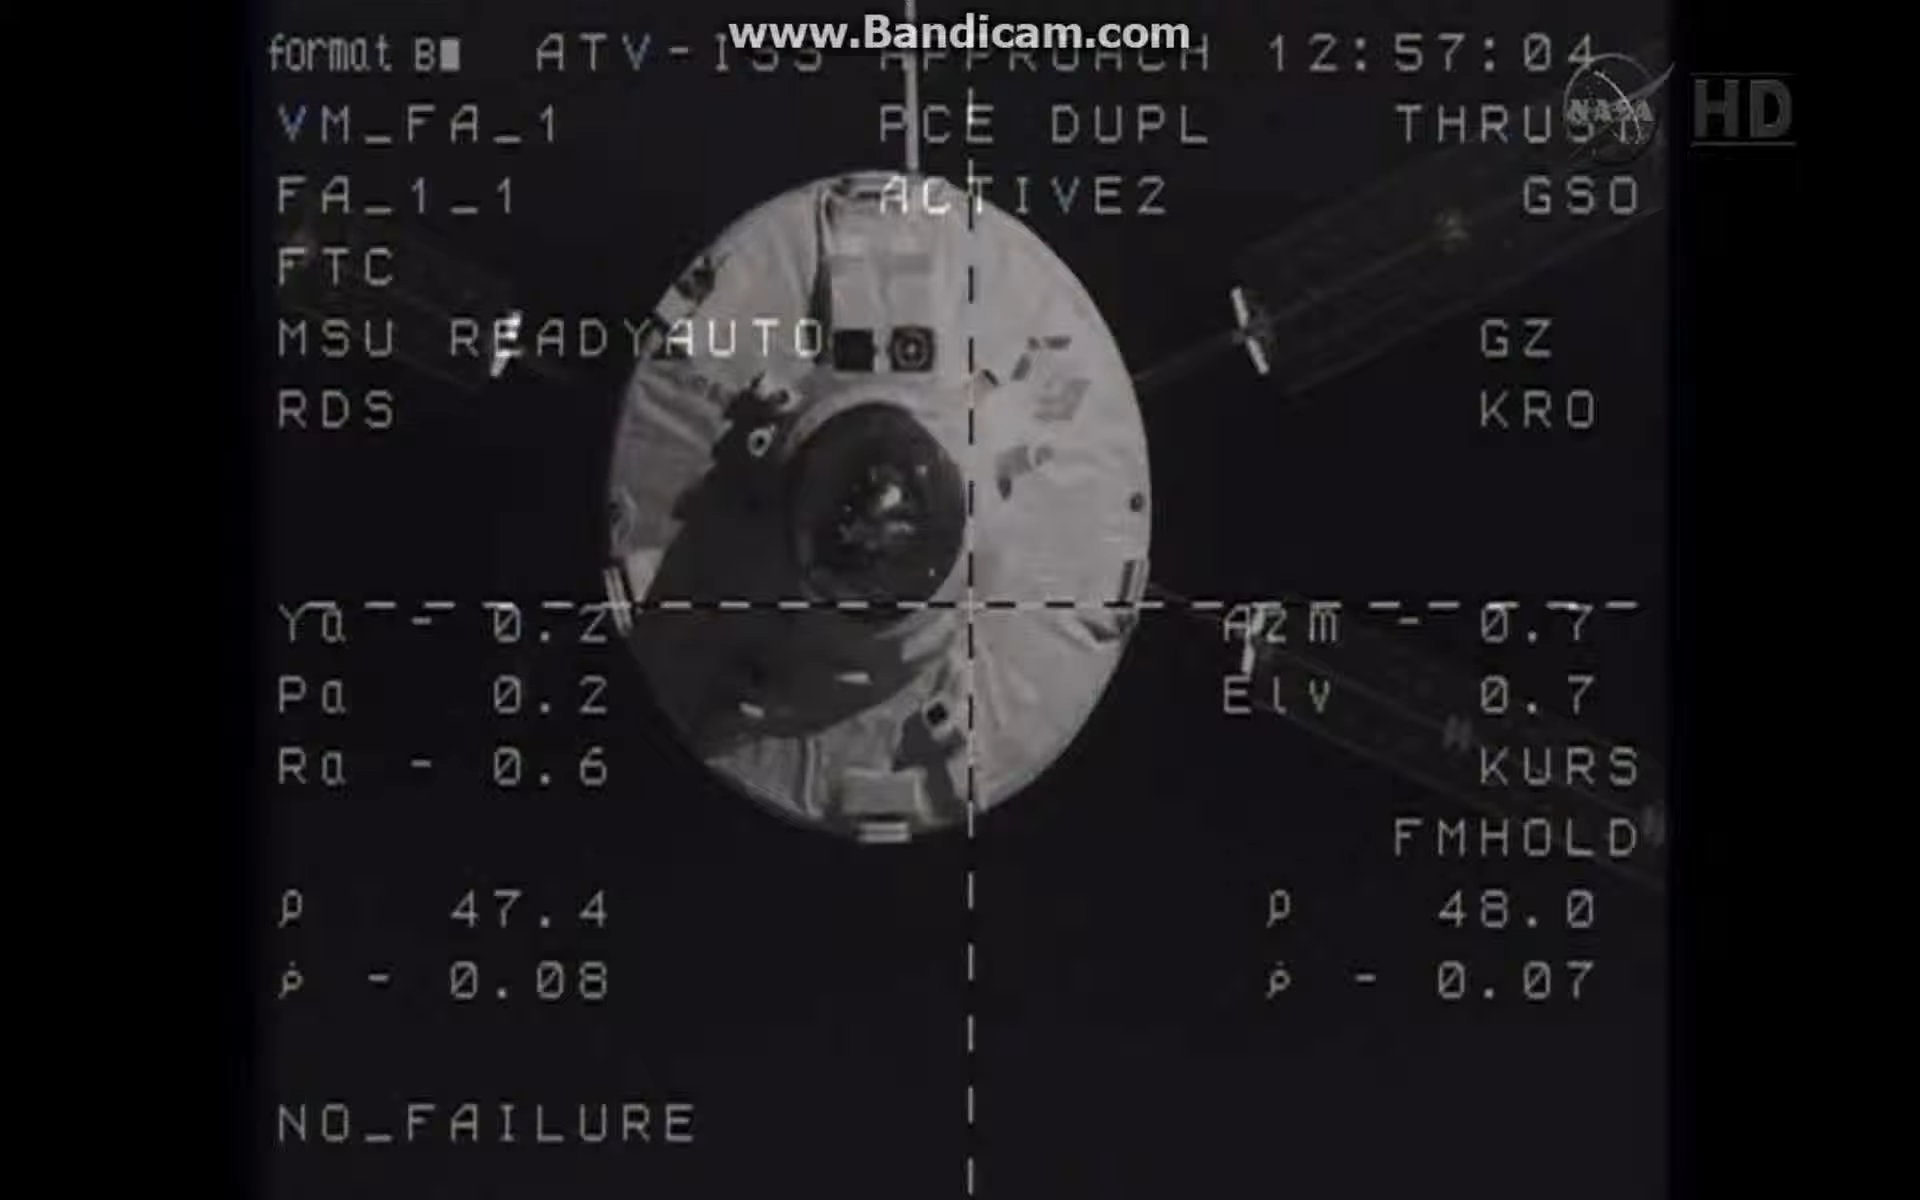 www.Bandicam.com
format B■ ATV-ISS APPROACH 12:57:04
NASA HD
VM_FA_1 PCE DUPL THRUST
FA_1_1 ACTIVE2 GSO
FTC
MSU READYAUTO GZ
RDS KRO
Ya - 0.2 Azm - 0.7
Pa 0.2 Elv 0.7
Ra - 0.6 KURS
FMHOLD
ρ 47.4 ρ 48.0
ρ̇ - 0.08 ρ̇ - 0.07
NO_FAILURE